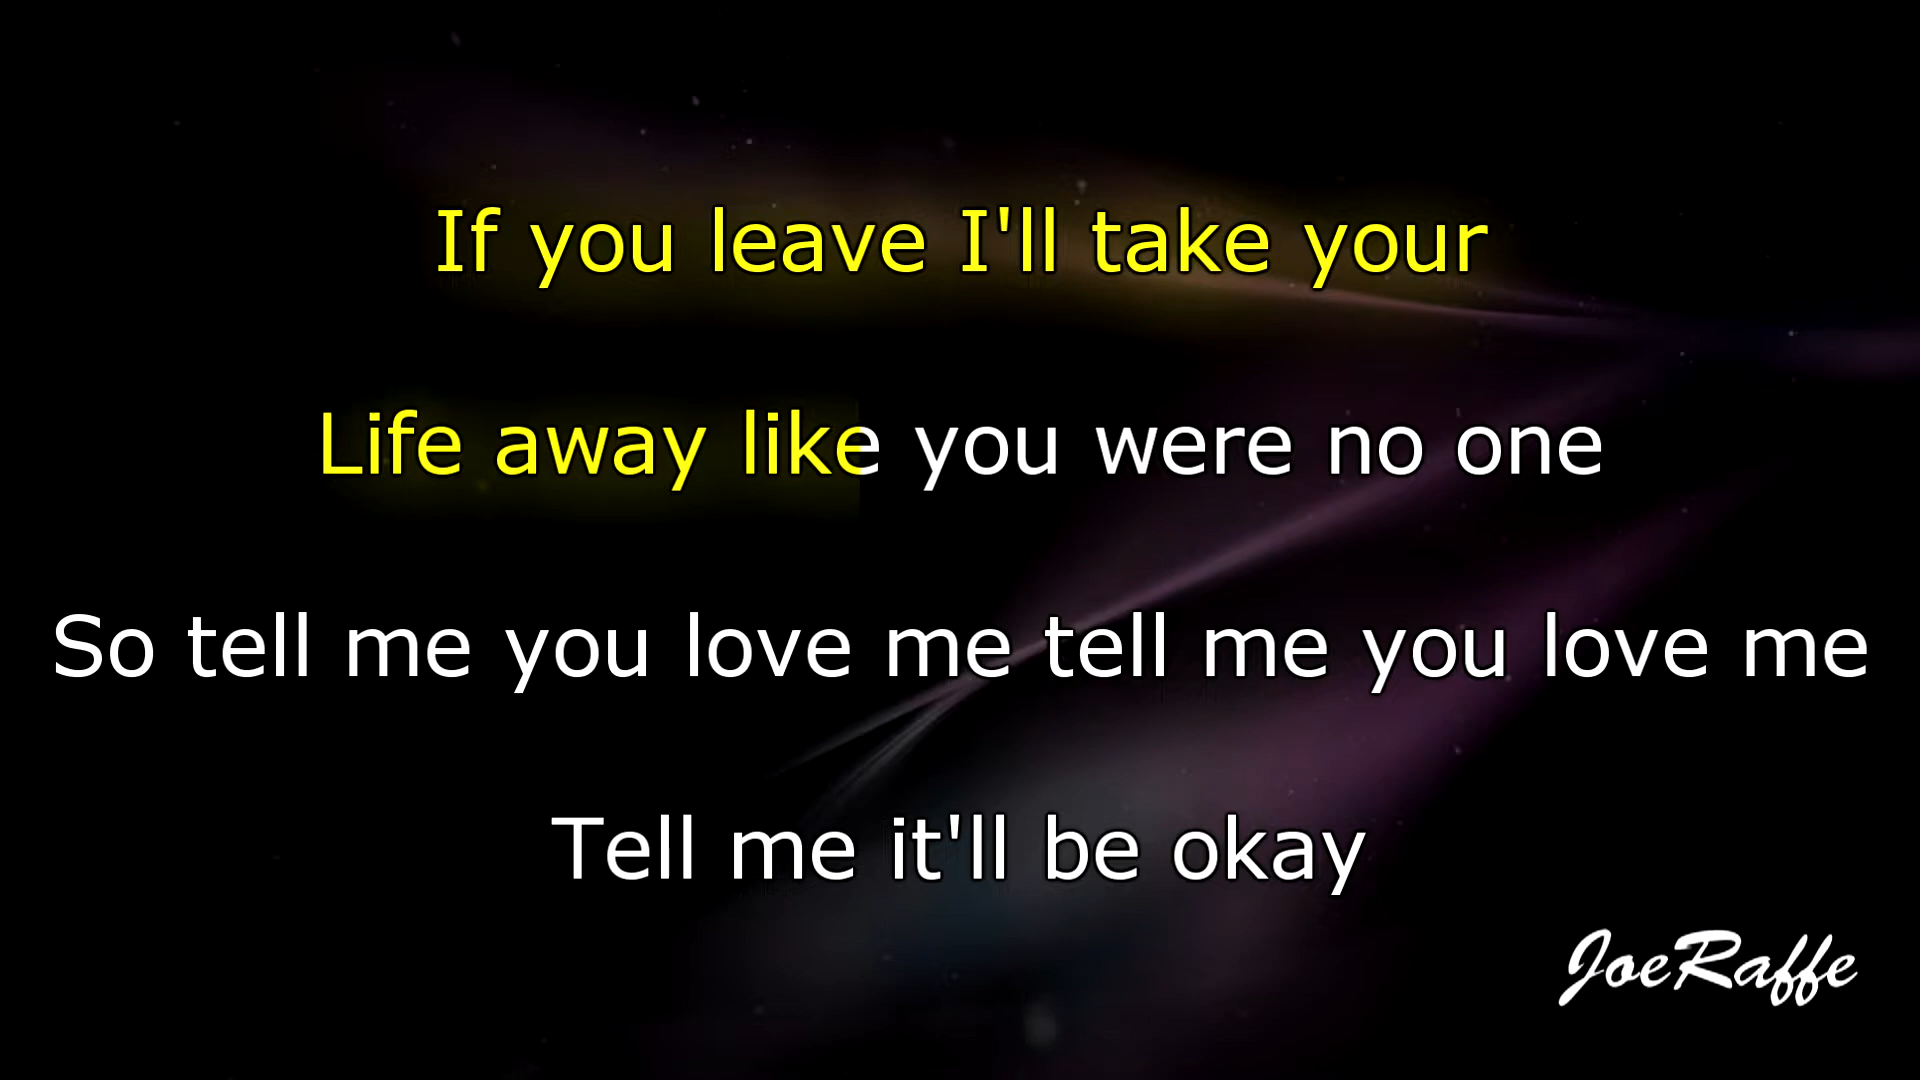 If you leave I'll take your
Life away like you were no one
So tell me you love me tell me you love me
Tell me it'll be okay
JoeRaffe